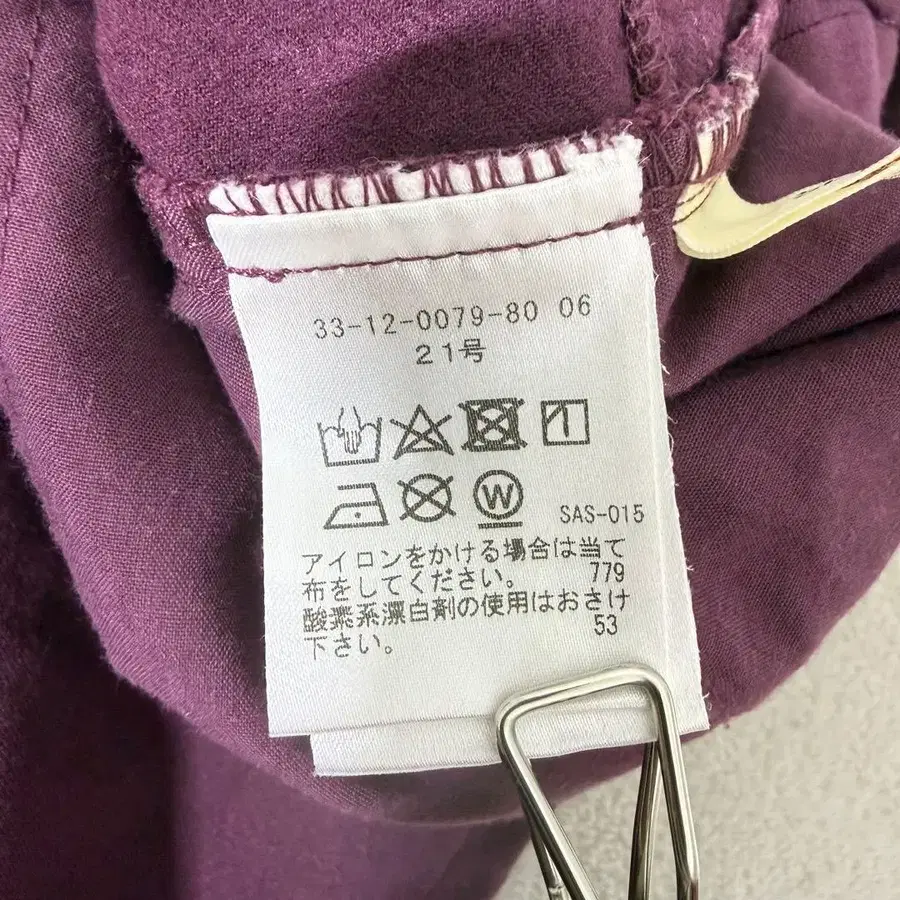 33-12-0079-80 06
21号
W
SAS-015
アイロンをかける場合は当て
布をしてください。 779
酸素系漂白剤の使用はおさけ
下さい。 53